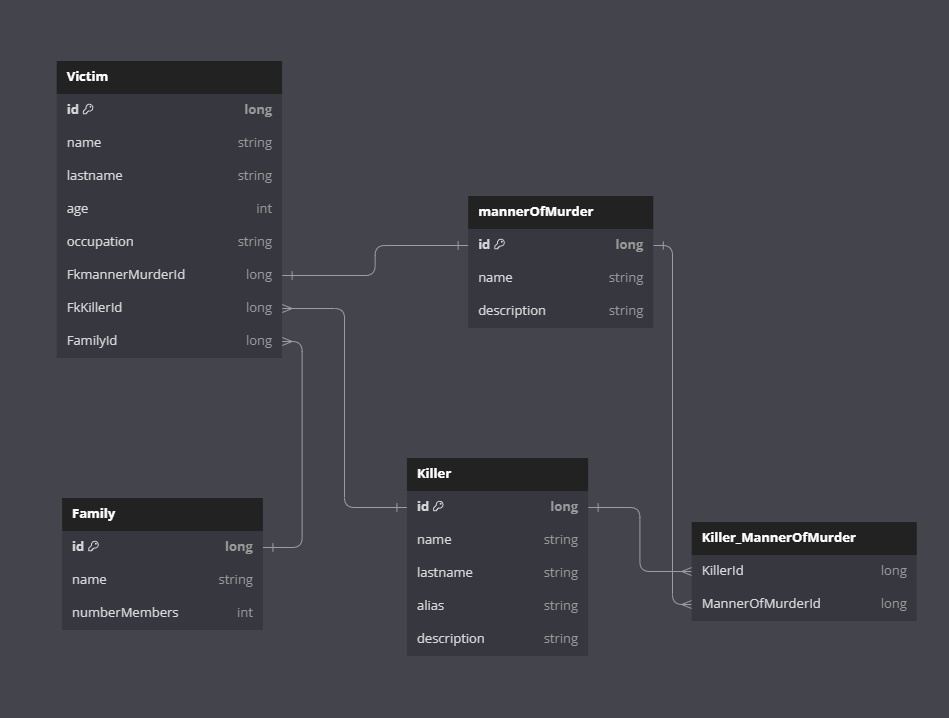 Victim
id long
name string
lastname string
age int
occupation string
FkmannerMurderId long
FkKillerId long
FamilyId long
mannerOfMurder
id long
name string
description string
Killer
id long
name string
lastname string
alias string
description string
Family
id long
name string
numberMembers int
Killer_MannerOfMurder
KillerId long
MannerOfMurderId long